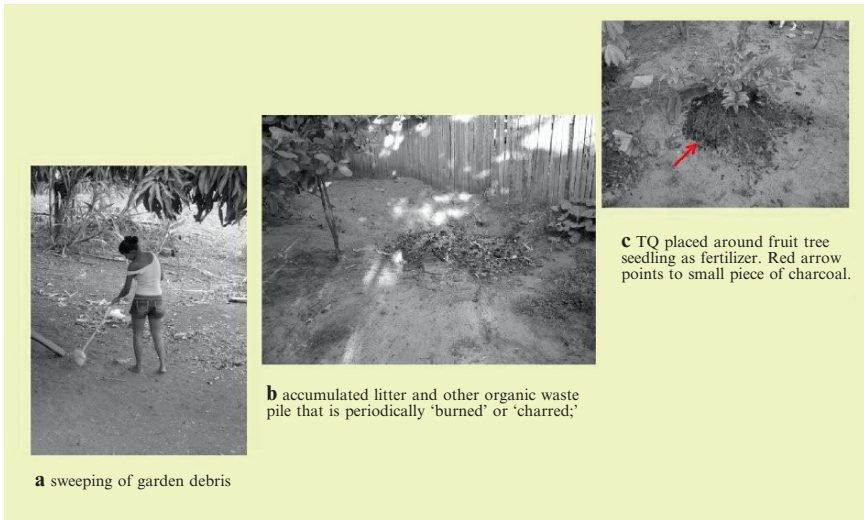 a sweeping of garden debris
b accumulated litter and other organic waste
pile that is periodically ‘burned’ or ‘charred;’
c TQ placed around fruit tree
seedling as fertilizer. Red arrow
points to small piece of charcoal.